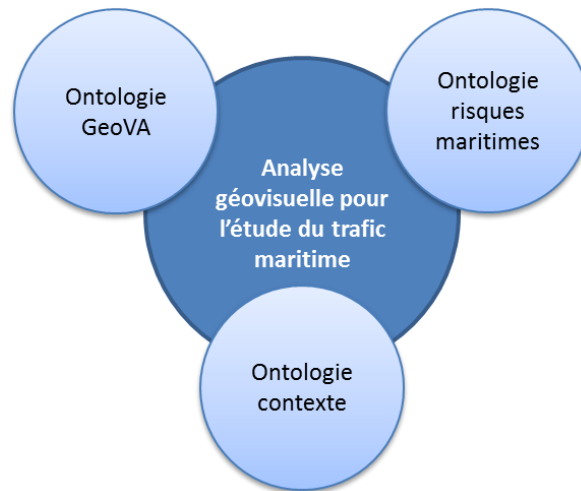 Ontologie
GeoVA
Ontologie
risques
maritimes
Analyse
géovisuelle pour
l'étude du trafic
maritime
Ontologie
contexte